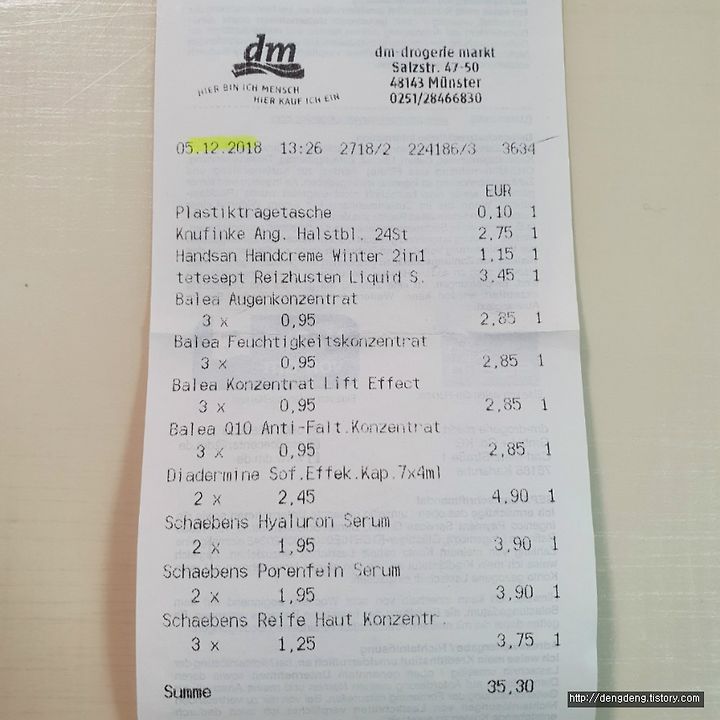 dm
HIER BIN ICH MENSCH
HIER KAUF ICH EIN
dm-drogerie markt
Salzstr. 47-50
48143 Münster
0251/28466830
05.12.2018 13:26 2718/2 224186/3 3634
EUR
Plastiktragetasche 0,10 1
Knufinke Ang. Halstbl. 24St 2,75 1
Handsan Handcreme Winter 2in1 1,15 1
tetesept Reizhusten Liquid S. 3,45 1
Balea Augenkonzentrat
3 x 0,95 2,85 1
Balea Feuchtigkeitskonzentrat
3 x 0,95 2,85 1
Balea Konzentrat Lift Effect
3 x 0,95 2,85 1
Balea Q10 Anti-Falt.Konzentrat
3 x 0,95 2,85 1
Diadermine Sof.Effek.Kap.7x4ml
2 x 2,45 4,90 1
Schaebens Hyaluron Serum
2 x 1,95 3,90 1
Schaebens Porenfein Serum
2 x 1,95 3,90 1
Schaebens Reife Haut Konzentr.
3 x 1,25 3,75 1
Summe 35,30
http://dengdeng.tistory.com